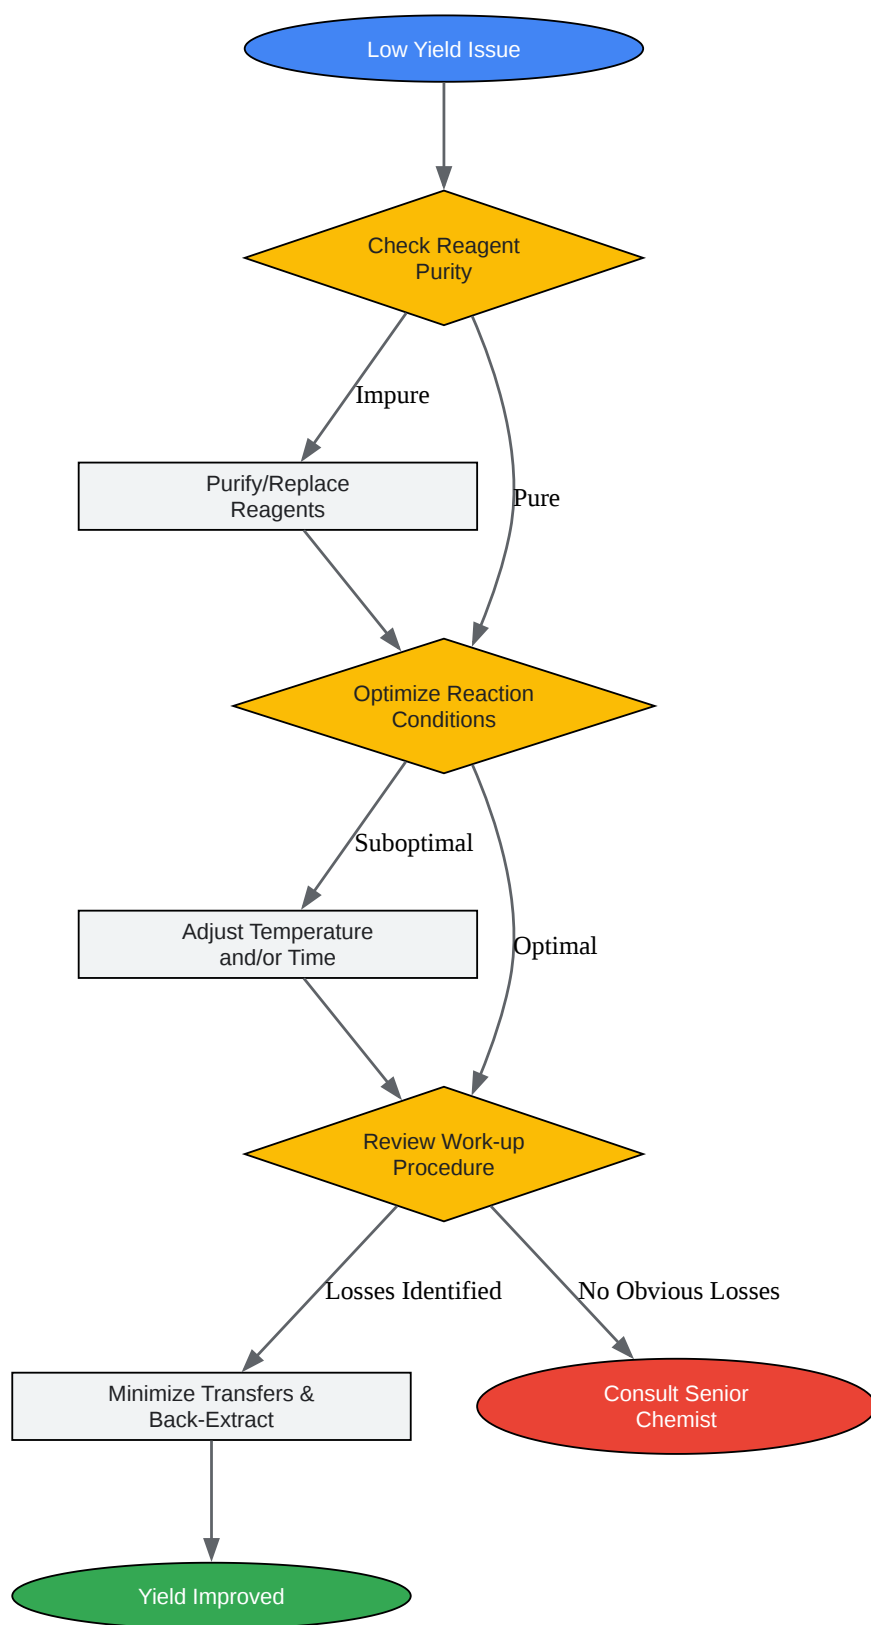 Low Yield Issue
Check Reagent
Purity
Impure
Purify/Replace
Reagents
Pure
Optimize Reaction
Conditions
Suboptimal
Adjust Temperature
and/or Time
Optimal
Review Work-up
Procedure
Losses Identified
No Obvious Losses
Minimize Transfers &
Back-Extract
Consult Senior
Chemist
Yield Improved